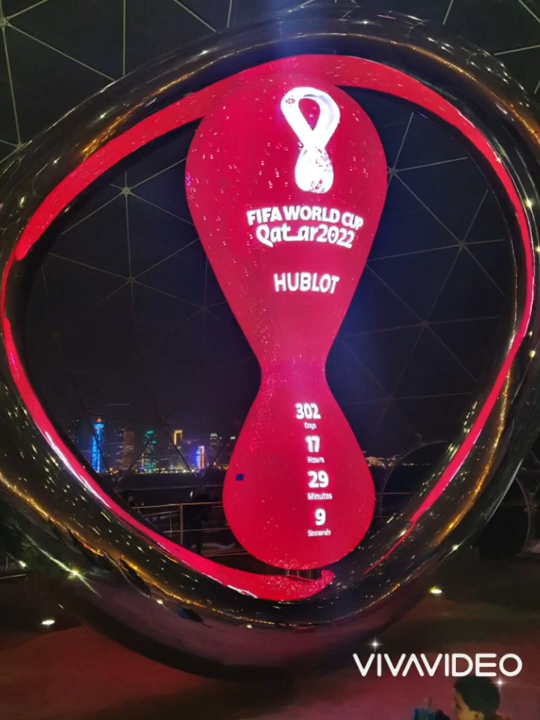 FIFA WORLD CUP
Qatar2022
HUBLOT
302
Days
17
Hours
29
Minutes
9
Seconds
VIVAVIDEO